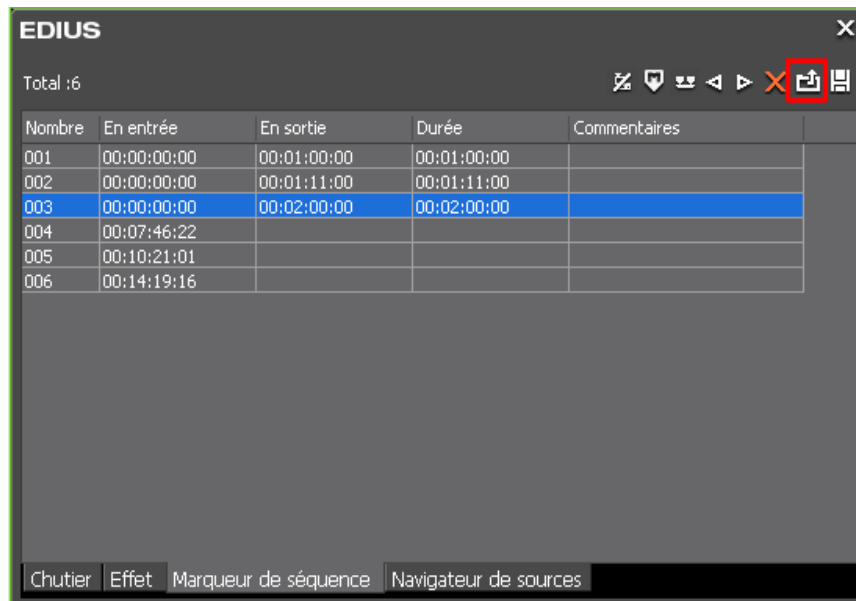 EDIUS
Total :6
Nombre En entrée En sortie Durée Commentaires
001 00:00:00:00 00:01:00:00 00:01:00:00
002 00:00:00:00 00:01:11:00 00:01:11:00
003 00:00:00:00 00:02:00:00 00:02:00:00
004 00:07:46:22
005 00:10:21:01
006 00:14:19:16
Chutier Effet Marqueur de séquence Navigateur de sources